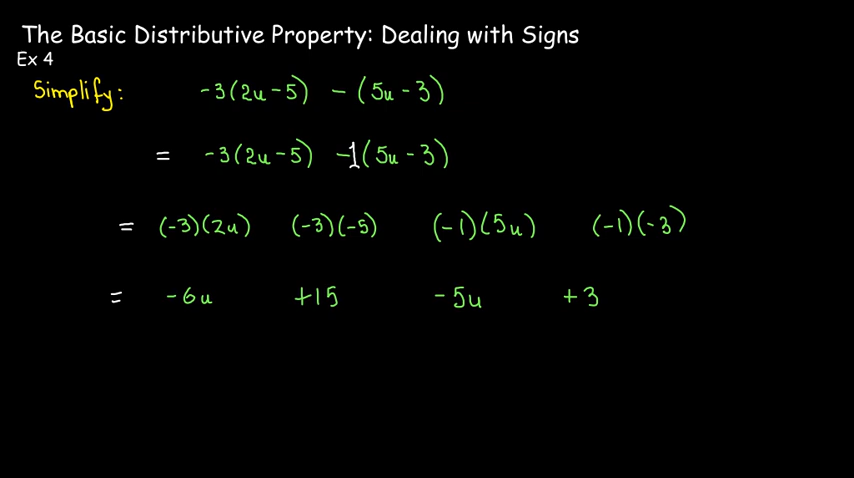 The Basic Distributive Property: Dealing with Signs
Ex 4
Simplify: -3(2u-5) - (5u-3)
= -3(2u-5) -1(5u-3)
= (-3)(2u) (-3)(-5) (-1)(5u) (-1)(-3)
= -6u +15 -5u +3